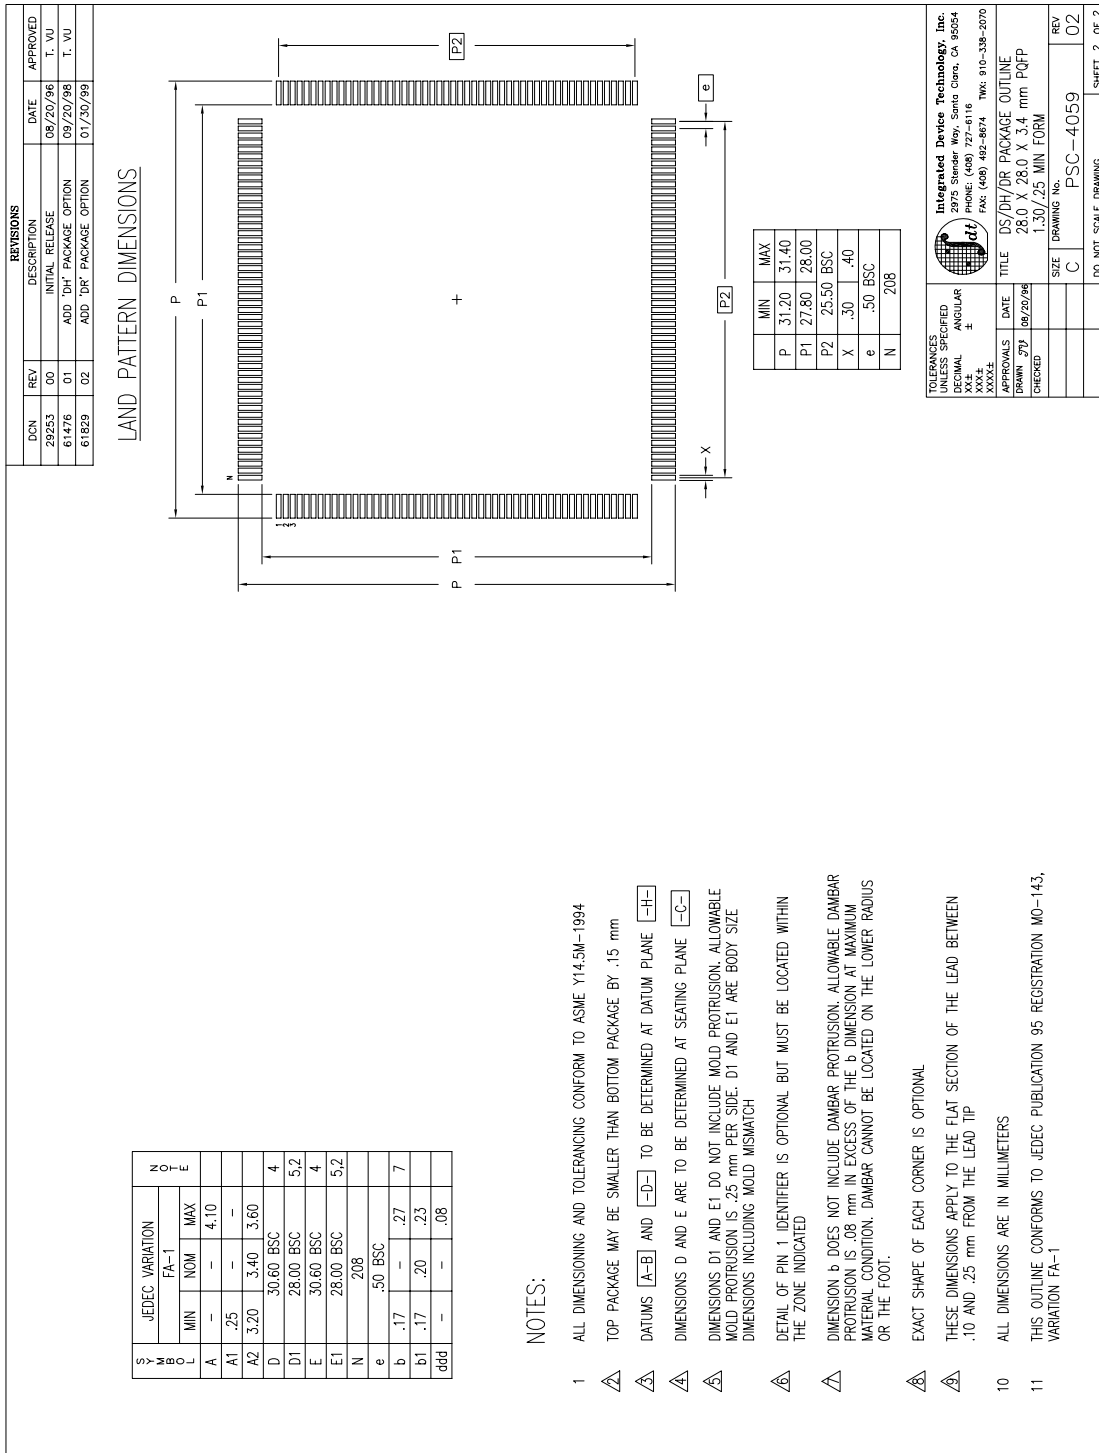 REVISIONS
DCN REV DESCRIPTION DATE APPROVED
29253 00 INITIAL RELEASE 08/20/96 T. VU
61476 01 ADD 'DH' PACKAGE OPTION 09/20/98 T. VU
61829 02 ADD 'DR' PACKAGE OPTION 01/30/99
LAND PATTERN DIMENSIONS
P
P1
N
1
2
3
P
P1
P2
P2
e
X
MIN MAX
P 31.20 31.40
P1 27.80 28.00
P2 25.50 BSC
X .30 .40
e .50 BSC
N 208
SYMBOL JEDEC VARIATION NOTE
FA-1
MIN NOM MAX
A – – 4.10
A1 .25 – –
A2 3.20 3.40 3.60
D 30.60 BSC 4
D1 28.00 BSC 5,2
E 30.60 BSC 4
E1 28.00 BSC 5,2
N 208
e .50 BSC
b .17 – .27 7
b1 .17 .20 .23
ddd – – .08
NOTES:
1 ALL DIMENSIONING AND TOLERANCING CONFORM TO ASME Y14.5M-1994
2 TOP PACKAGE MAY BE SMALLER THAN BOTTOM PACKAGE BY .15 mm
3 DATUMS A-B AND -D- TO BE DETERMINED AT DATUM PLANE -H-
4 DIMENSIONS D AND E ARE TO BE DETERMINED AT SEATING PLANE -C-
5 DIMENSIONS D1 AND E1 DO NOT INCLUDE MOLD PROTRUSION. ALLOWABLE
MOLD PROTRUSION IS .25 mm PER SIDE. D1 AND E1 ARE BODY SIZE
DIMENSIONS INCLUDING MOLD MISMATCH
6 DETAIL OF PIN 1 IDENTIFIER IS OPTIONAL BUT MUST BE LOCATED WITHIN
THE ZONE INDICATED
7 DIMENSION b DOES NOT INCLUDE DAMBAR PROTRUSION. ALLOWABLE DAMBAR
PROTRUSION IS .08 mm IN EXCESS OF THE b DIMENSION AT MAXIMUM
MATERIAL CONDITION. DAMBAR CANNOT BE LOCATED ON THE LOWER RADIUS
OR THE FOOT.
8 EXACT SHAPE OF EACH CORNER IS OPTIONAL
9 THESE DIMENSIONS APPLY TO THE FLAT SECTION OF THE LEAD BETWEEN
.10 AND .25 mm FROM THE LEAD TIP
10 ALL DIMENSIONS ARE IN MILLIMETERS
11 THIS OUTLINE CONFORMS TO JEDEC PUBLICATION 95 REGISTRATION MO-143,
VARIATION FA-1
TOLERANCES
UNLESS SPECIFIED
DECIMAL ANGULAR
XX± ±
XXX±
XXXX±
APPROVALS DATE
DRAWN 08/20/96
CHECKED
idt
Integrated Device Technology, Inc.
2975 Stender Way, Santa Clara, CA 95054
PHONE: (408) 727-6116
FAX: (408) 492-8674 TWX: 910-338-2070
TITLE DS/DH/DR PACKAGE OUTLINE
28.0 X 28.0 X 3.4 mm PQFP
1.30/.25 MIN FORM
SIZE DRAWING No. REV
C PSC-4059 02
DO NOT SCALE DRAWING SHEET 2 OF 2